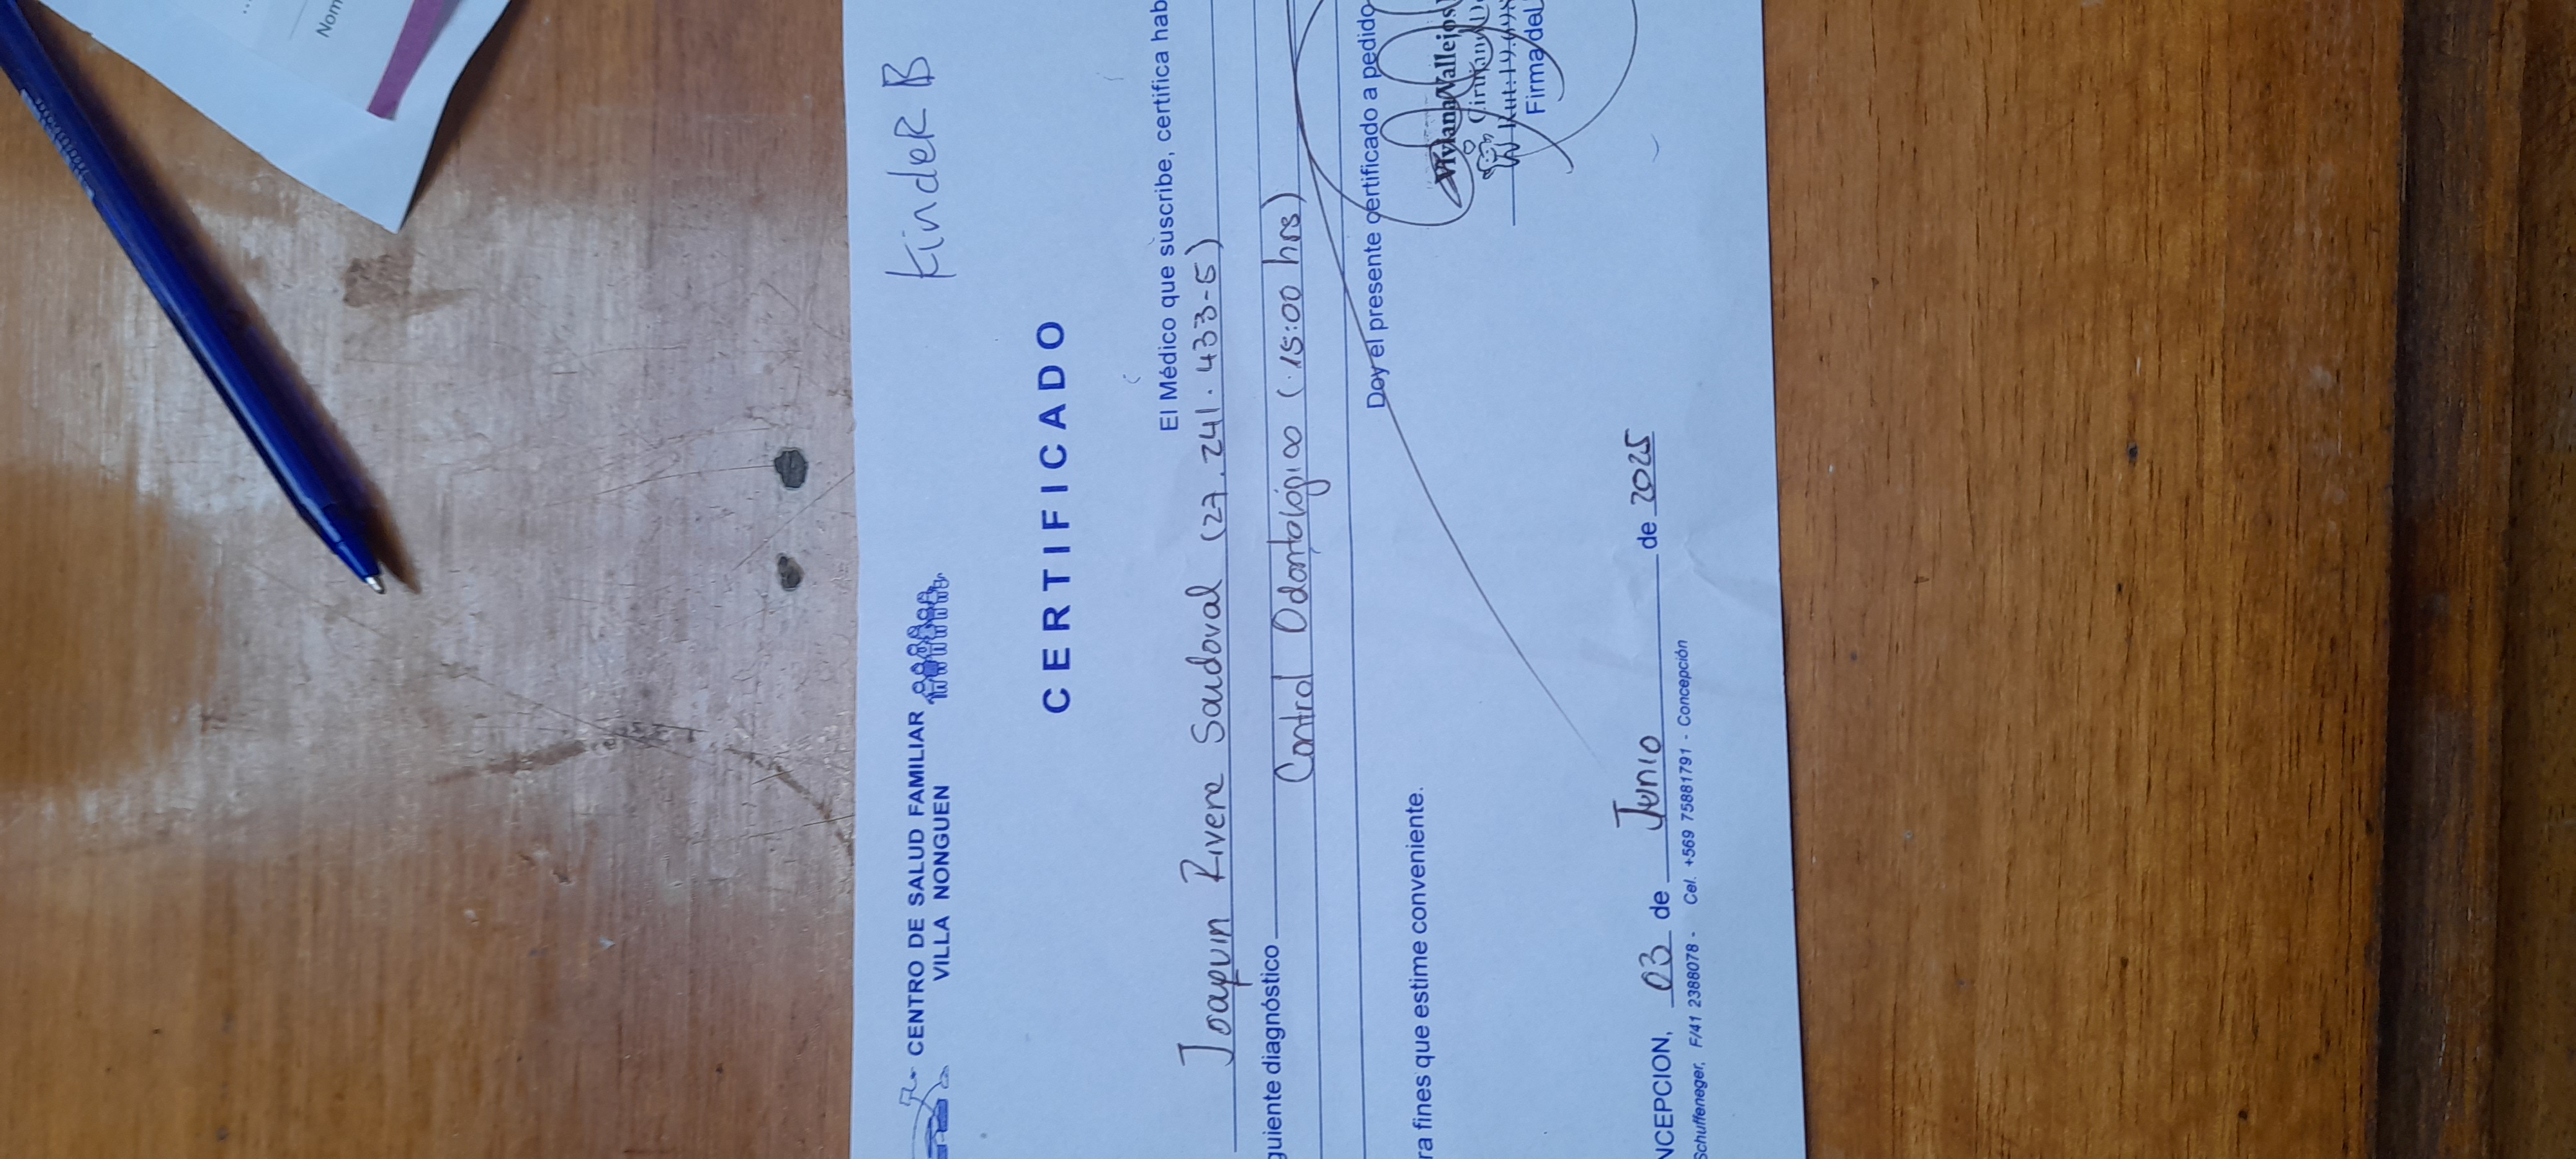 Kinder B
CENTRO DE SALUD FAMILIAR
VILLA NONGUEN
CERTIFICADO
El Médico que suscribe, certifica hab
Joaquin Rivera Sandoval (27.241.433-5)
guiente diagnóstico
Control Odontológico (15:00 hrs)
Doy el presente certificado a pedido
ra fines que estime conveniente.
Vallejos
Firma del
NCEPCION, 03 de Junio de 2025
Schuffeneger, F/41 2388078 - Cel. +569 75881791 - Concepción
Nom